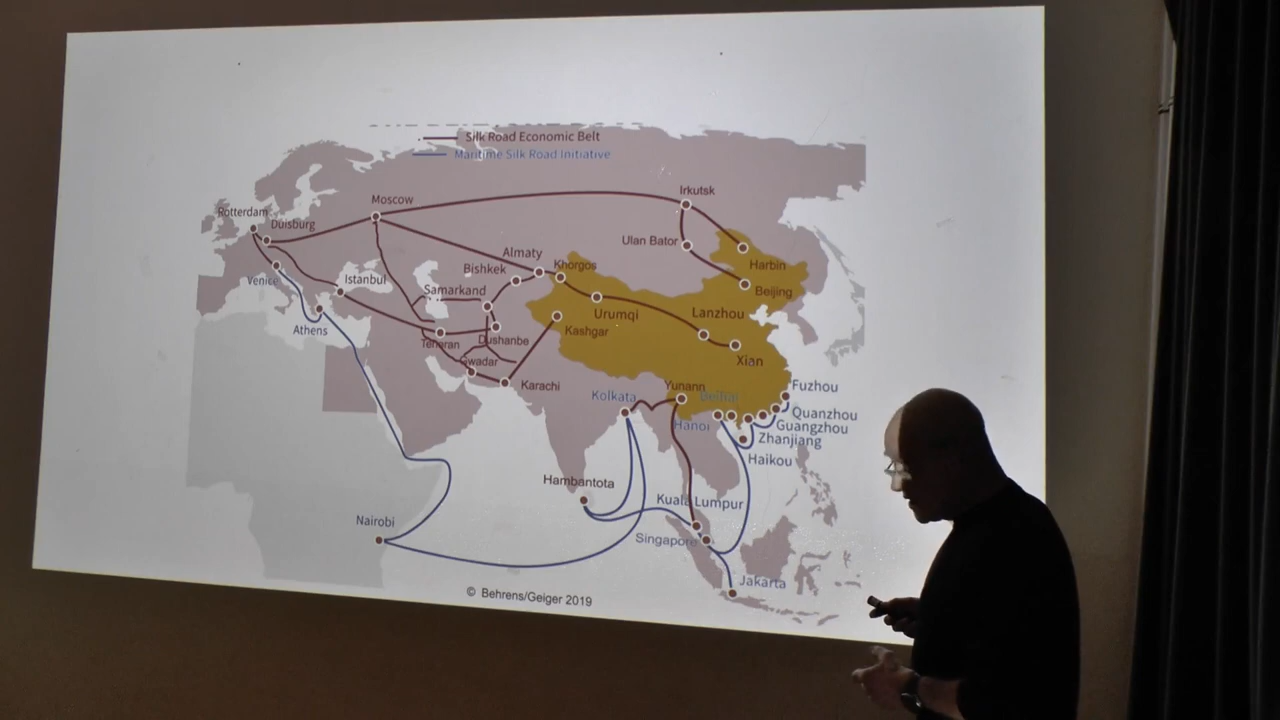 Silk Road Economic Belt
Maritime Silk Road Initiative
Irkutsk
Moscow
Rotterdam
Duisburg
Ulan Bator
Almaty
Khorgos
Harbin
Bishkek
Venice
Istanbul
Samarkand
Beijing
Urumqi
Lanzhou
Athens
Kashgar
Teheran
Dushanbe
Xian
Gwadar
Karachi
Yunann
Fuzhou
Kolkata
Beihai
Quanzhou
Hanoi
Guangzhou
Zhanjiang
Haikou
Hambantota
Kuala Lumpur
Nairobi
Singapore
Jakarta
© Behrens/Geiger 2019